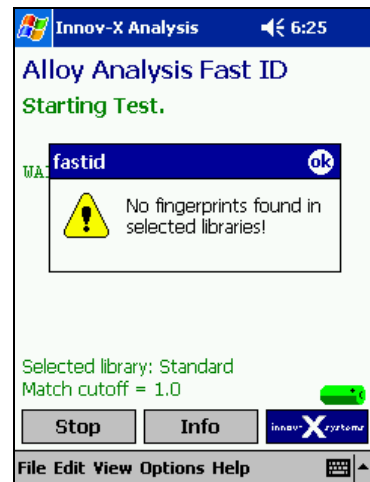 Innov-X Analysis 6:25
Alloy Analysis Fast ID
Starting Test.
WA
fastid ok
No fingerprints found in
selected libraries!
Selected library: Standard
Match cutoff = 1.0
Stop Info innov-X systems
File Edit View Options Help